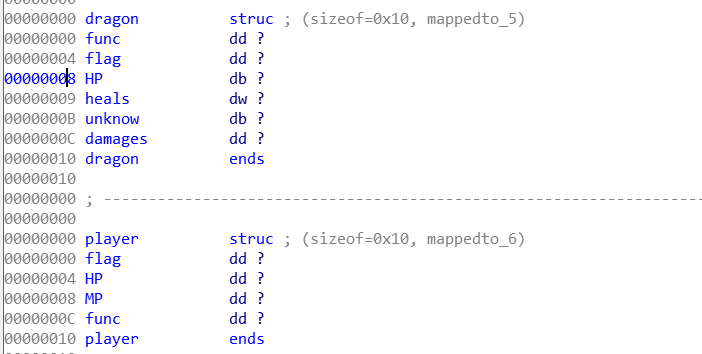 00000000 dragon struc ; (sizeof=0x10, mappedto_5)
00000000 func dd ?
00000004 flag dd ?
00000008 HP db ?
00000009 heals dw ?
0000000B unknow db ?
0000000C damages dd ?
00000010 dragon ends
00000010
00000000 ; ---------------------------------------------------------------------
00000000
00000000 player struc ; (sizeof=0x10, mappedto_6)
00000000 flag dd ?
00000004 HP dd ?
00000008 MP dd ?
0000000C func dd ?
00000010 player ends